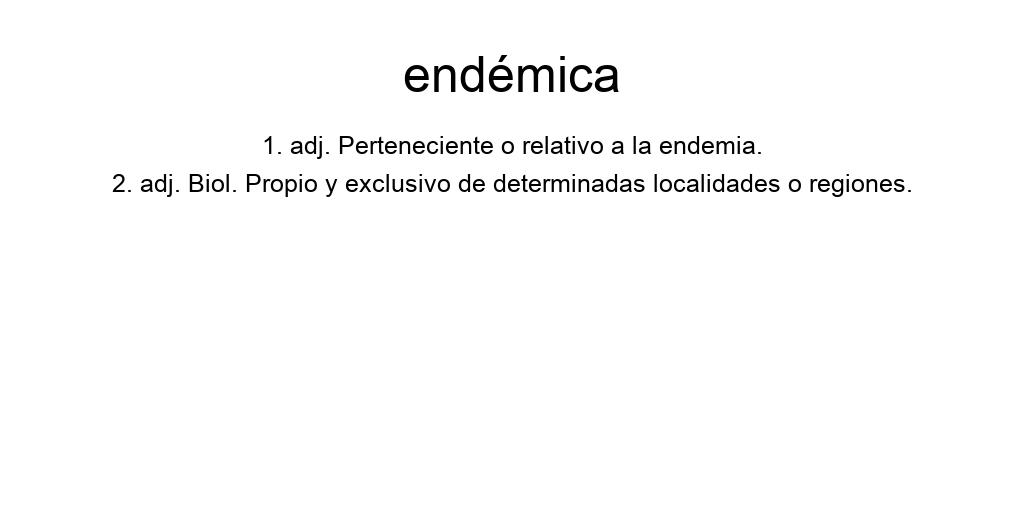 endémica
1. adj. Perteneciente o relativo a la endemia.
2. adj. Biol. Propio y exclusivo de determinadas localidades o regiones.